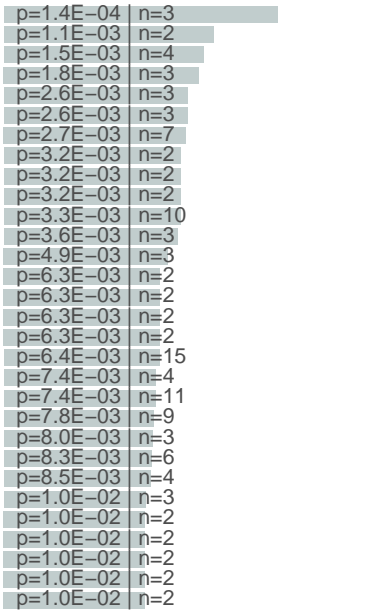 p=1.4E−04 n=3
p=1.1E−03 n=2
p=1.5E−03 n=4
p=1.8E−03 n=3
p=2.6E−03 n=3
p=2.6E−03 n=3
p=2.7E−03 n=7
p=3.2E−03 n=2
p=3.2E−03 n=2
p=3.2E−03 n=2
p=3.3E−03 n=10
p=3.6E−03 n=3
p=4.9E−03 n=3
p=6.3E−03 n=2
p=6.3E−03 n=2
p=6.3E−03 n=2
p=6.3E−03 n=2
p=6.4E−03 n=15
p=7.4E−03 n=4
p=7.4E−03 n=11
p=7.8E−03 n=9
p=8.0E−03 n=3
p=8.3E−03 n=6
p=8.5E−03 n=4
p=1.0E−02 n=3
p=1.0E−02 n=2
p=1.0E−02 n=2
p=1.0E−02 n=2
p=1.0E−02 n=2
p=1.0E−02 n=2